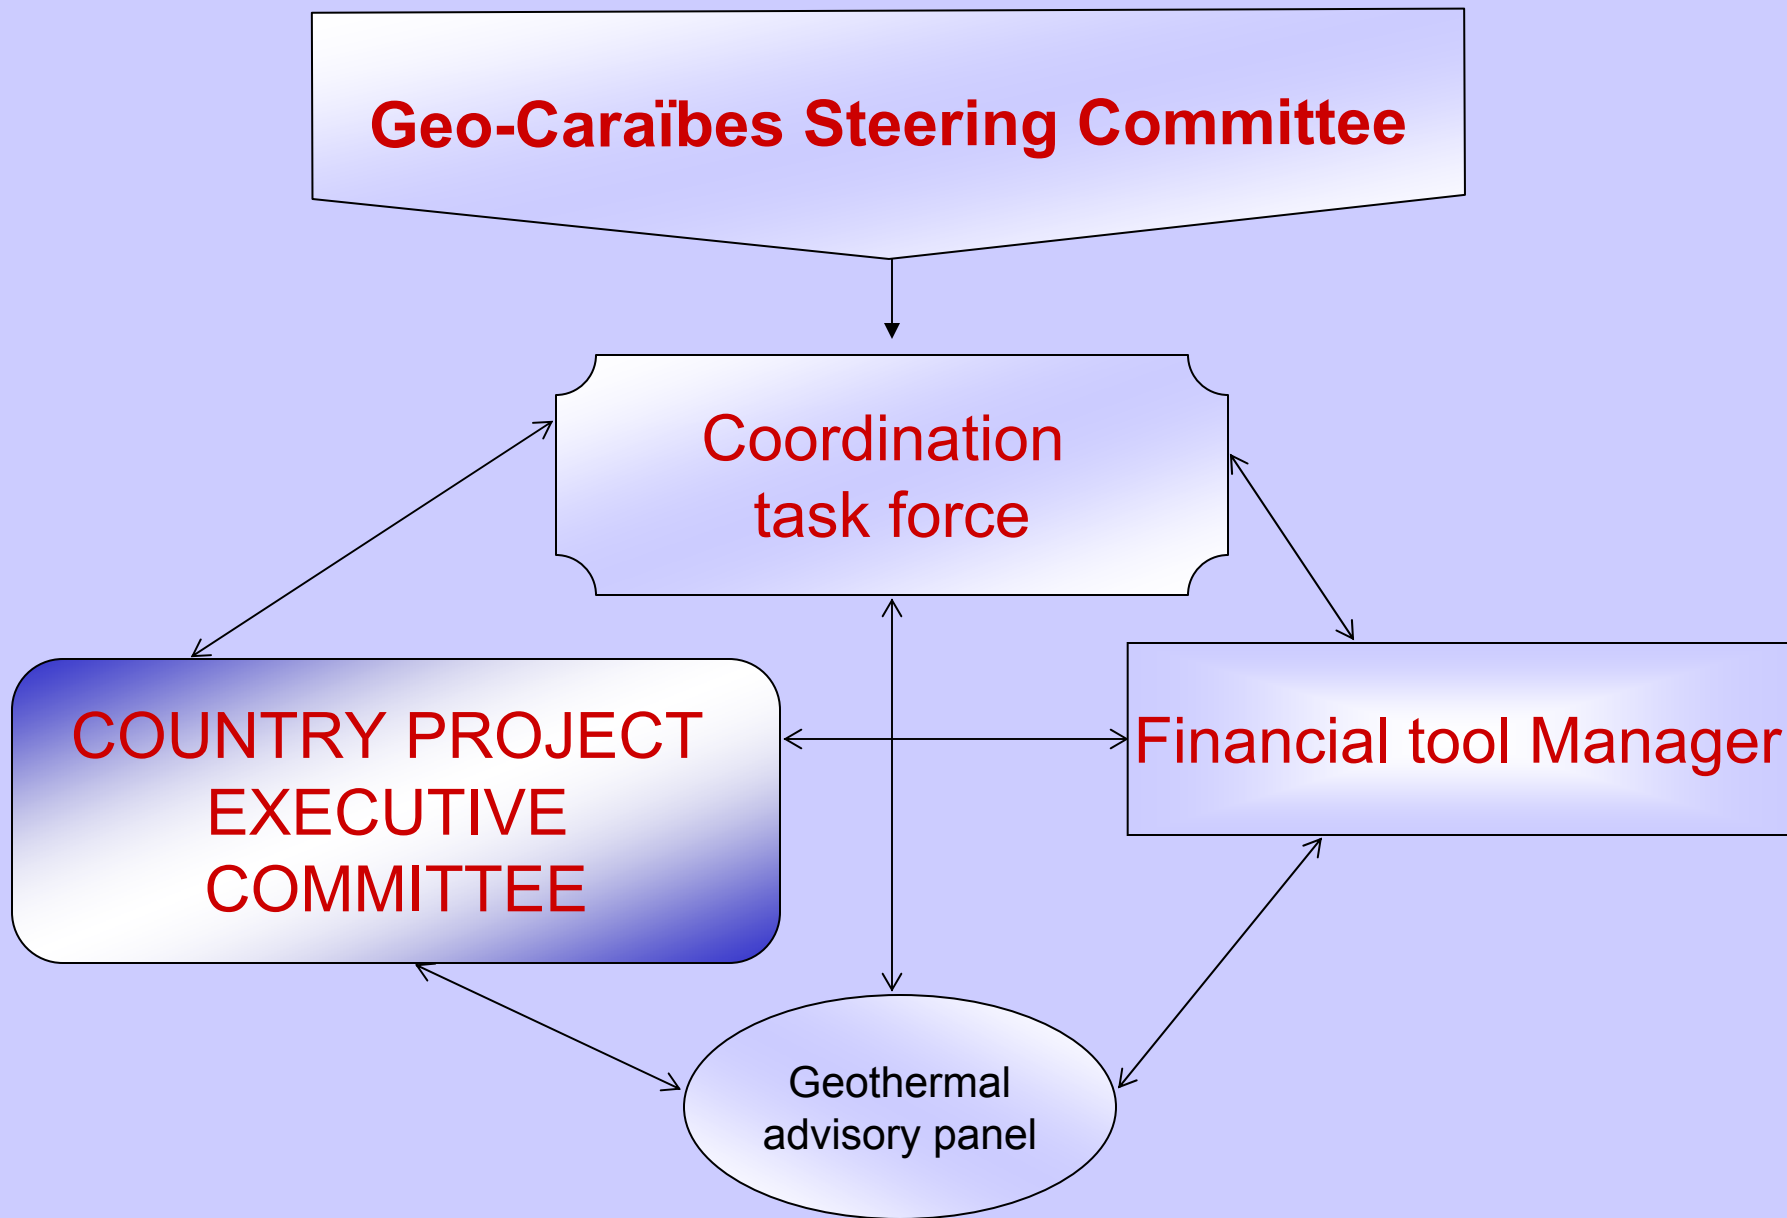 Geo-Caraïbes Steering Committee
Coordination
task force
COUNTRY PROJECT
EXECUTIVE
COMMITTEE
Financial tool Manager
Geothermal
advisory panel